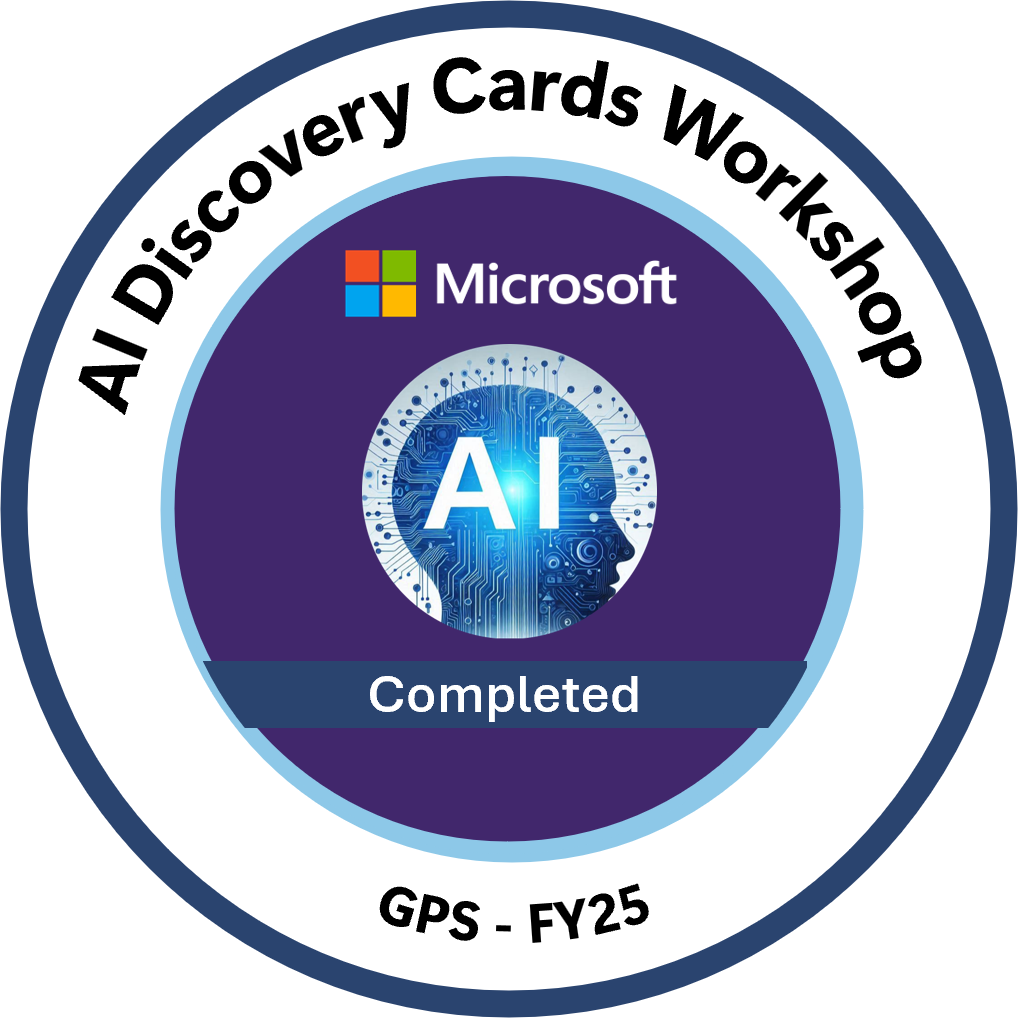 AI Discovery Cards Workshop
Microsoft
AI
Completed
GPS - FY25